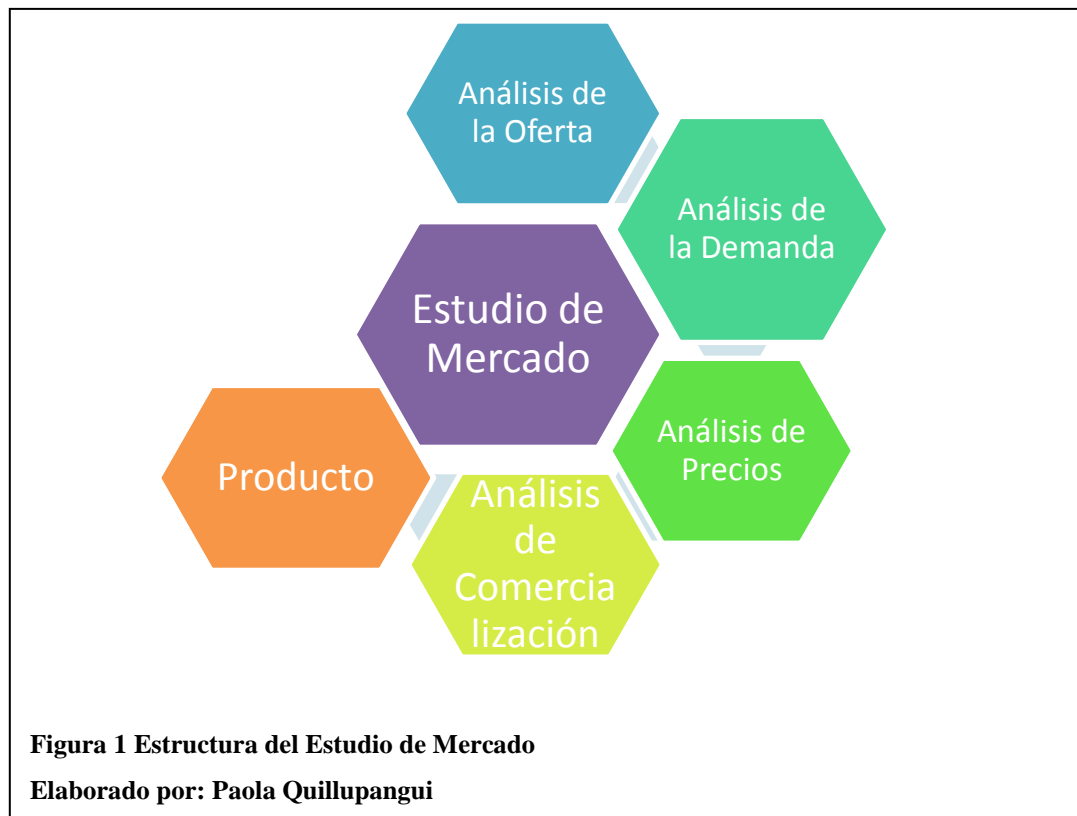 Análisis de
la Oferta
Análisis de
la Demanda
Estudio de
Mercado
Análisis de
Precios
Producto
Análisis
de
Comercia
lización
Figura 1 Estructura del Estudio de Mercado
Elaborado por: Paola Quillupangui